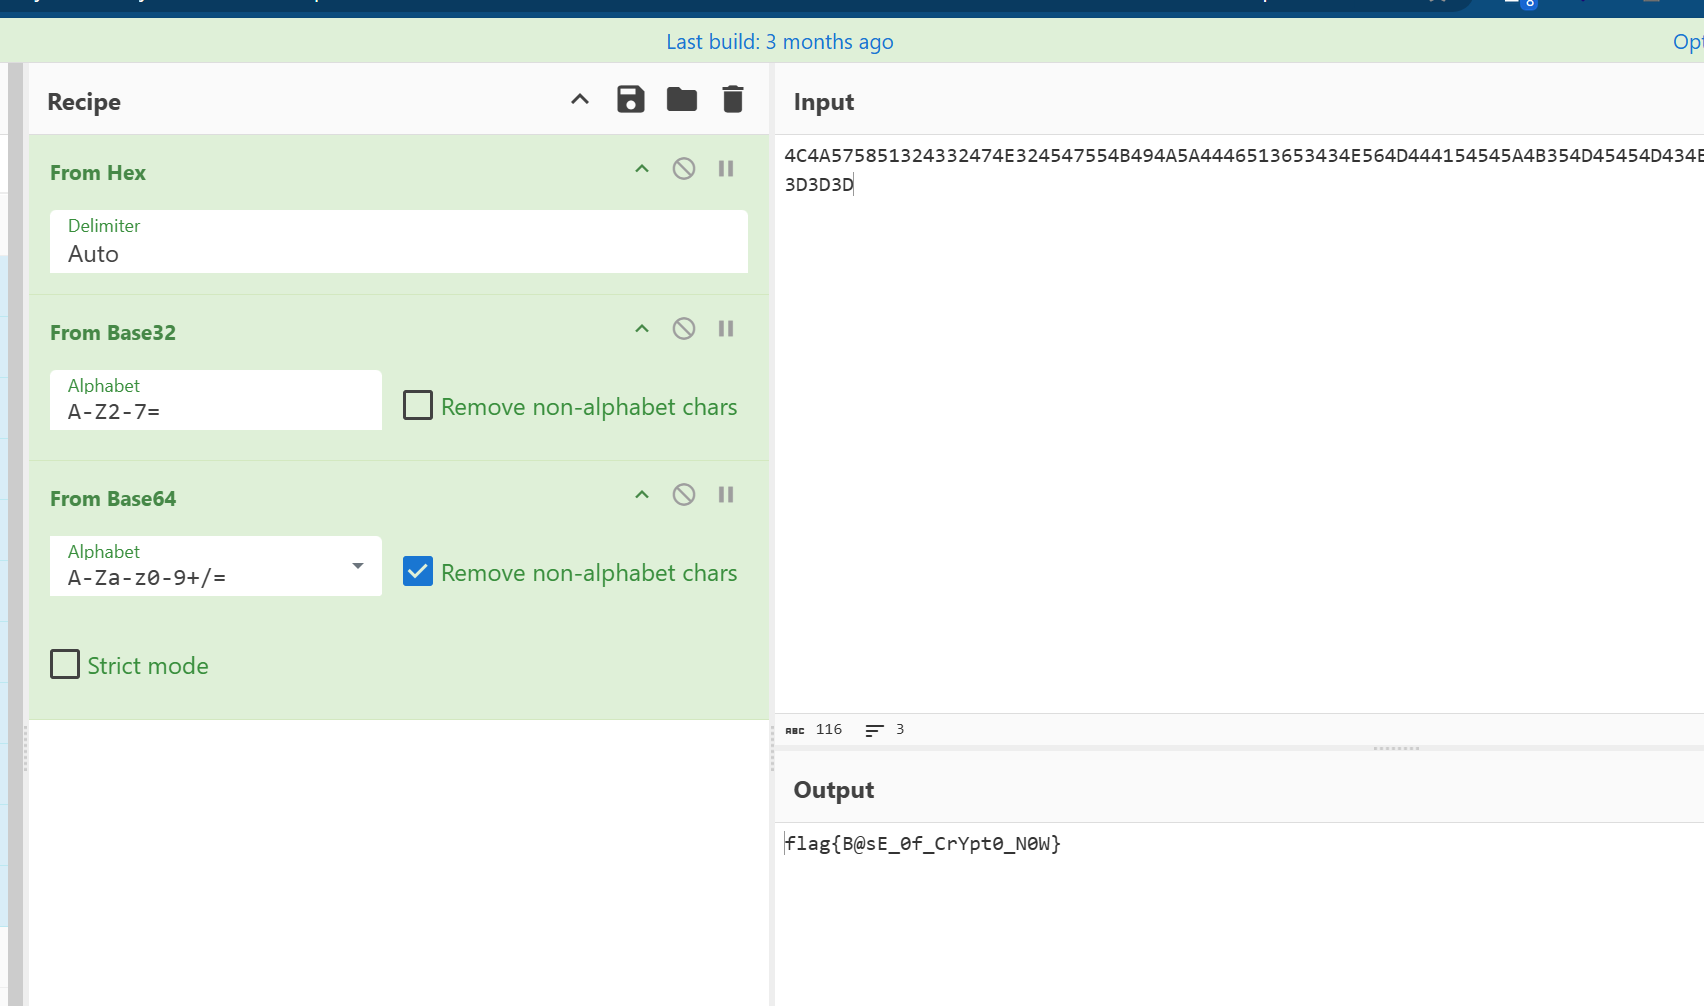 Last build: 3 months ago
Recipe
From Hex
Delimiter
Auto
From Base32
Alphabet
A-Z2-7=
Remove non-alphabet chars
From Base64
Alphabet
A-Za-z0-9+/=
Remove non-alphabet chars
Strict mode
Input
4C4A575851324332474E324547554B494A5A4446513653434E564D444154545A4B354D45454D434E
3D3D3D
ABC 116 3
Output
flag{B@sE_0f_CrYpt0_N0W}